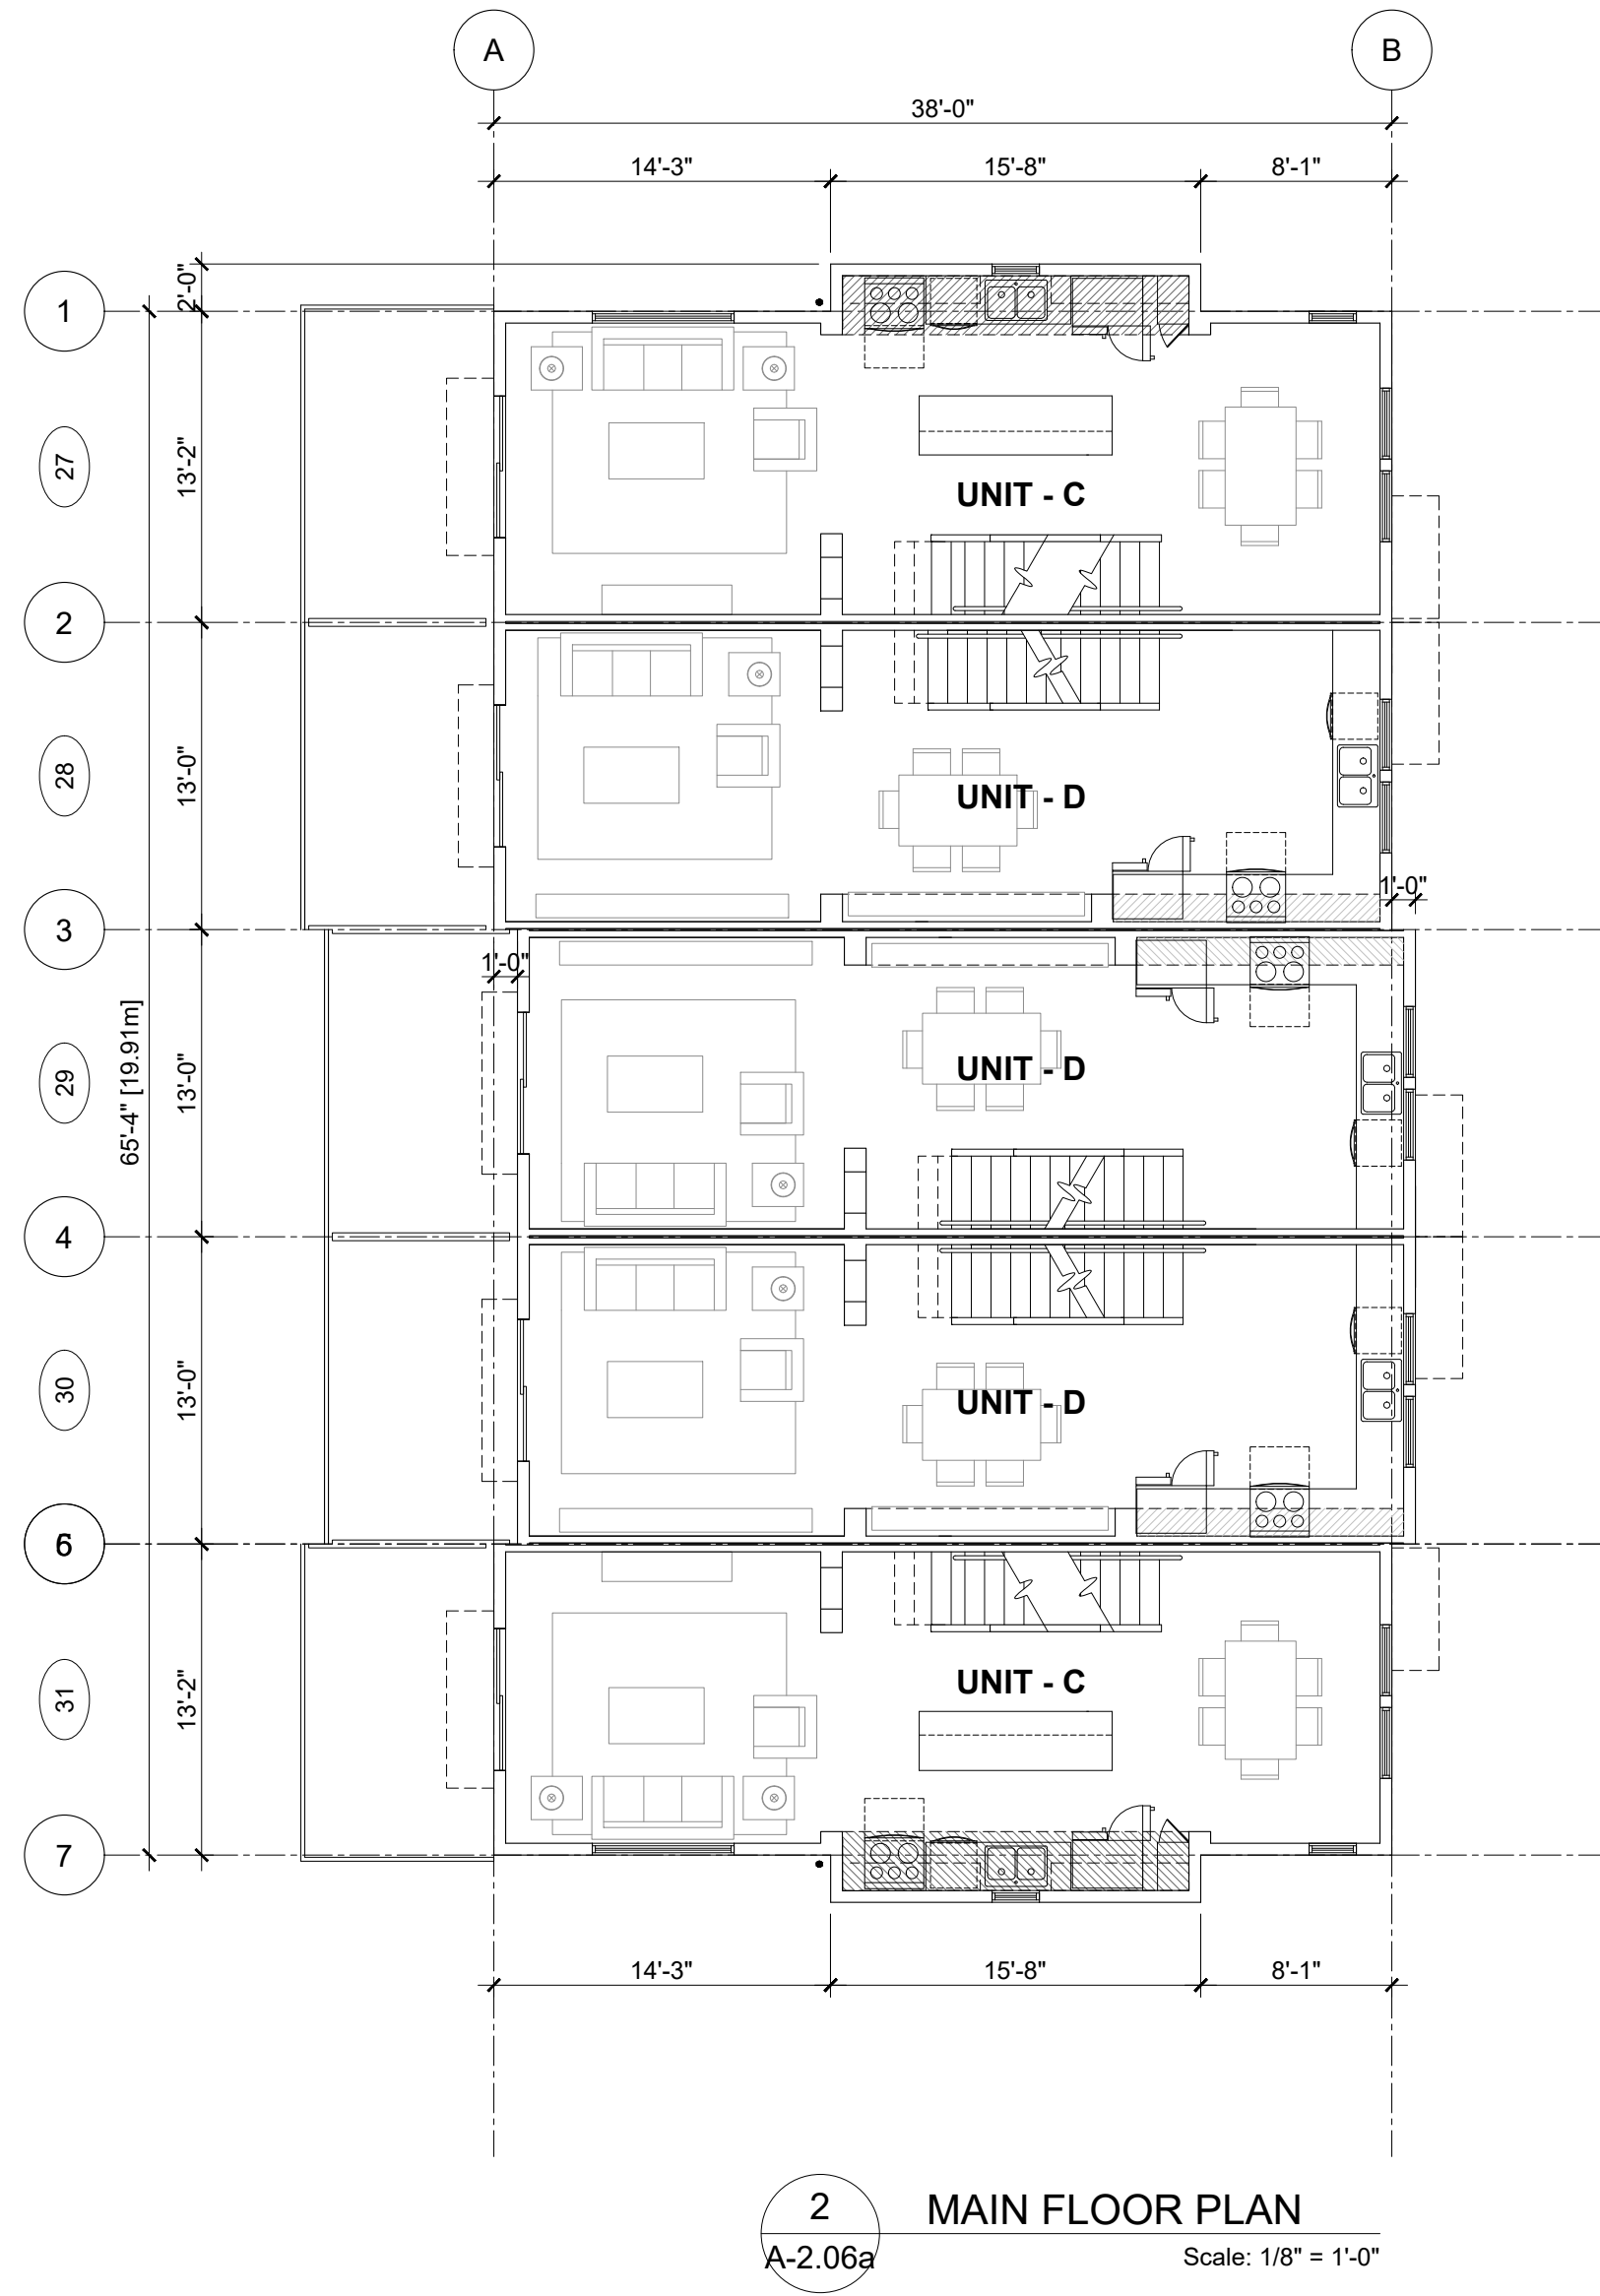 A
B
38'-0"
14'-3"
15'-8"
8'-1"
2'-0"
1
27
13'-2"
UNIT - C
2
28
13'-0"
UNIT - D
1'-0"
3
1'-0"
65'-4" [19.91m]
29
13'-0"
UNIT - D
4
30
13'-0"
UNIT - D
6
31
13'-2"
UNIT - C
7
14'-3"
15'-8"
8'-1"
2
MAIN FLOOR PLAN
A-2.06a
Scale: 1/8" = 1'-0"